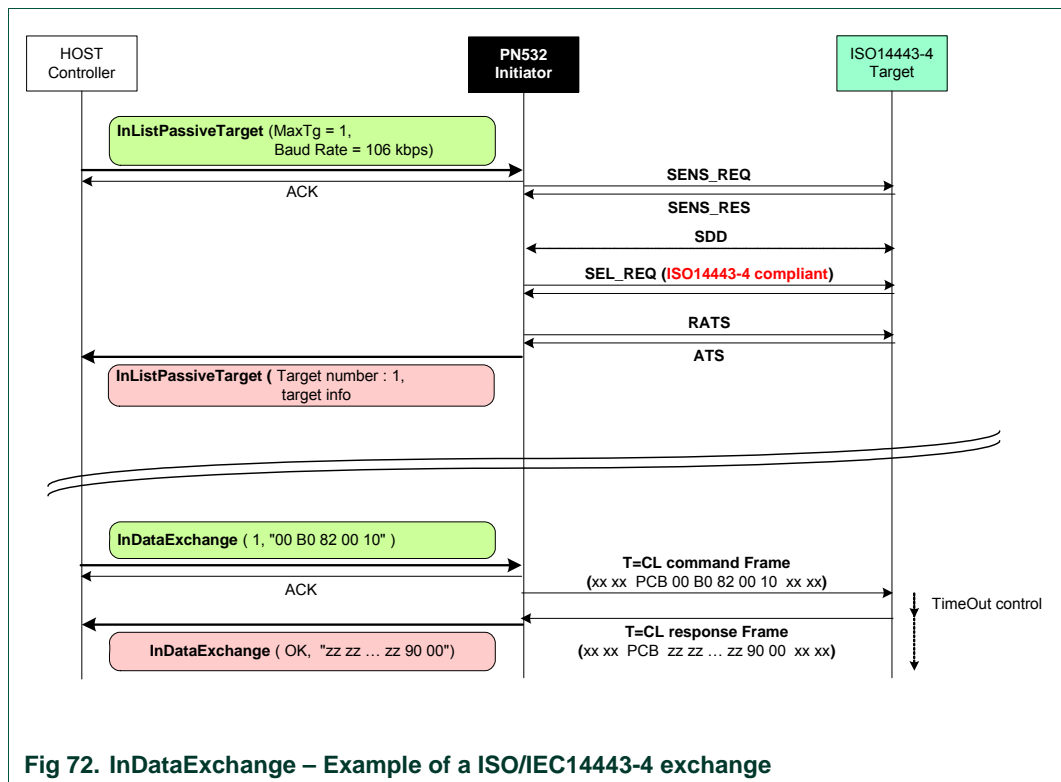 HOST
Controller
PN532
Initiator
ISO14443-4
Target
InListPassiveTarget (MaxTg = 1,
Baud Rate = 106 kbps)
ACK
SENS_REQ
SENS_RES
SDD
SEL_REQ (ISO14443-4 compliant)
RATS
ATS
InListPassiveTarget ( Target number : 1,
target info
InDataExchange ( 1, "00 B0 82 00 10" )
ACK
T=CL command Frame
(xx xx PCB 00 B0 82 00 10 xx xx)
TimeOut control
InDataExchange ( OK, "zz zz … zz 90 00")
T=CL response Frame
(xx xx PCB zz zz … zz 90 00 xx xx)
Fig 72. InDataExchange – Example of a ISO/IEC14443-4 exchange